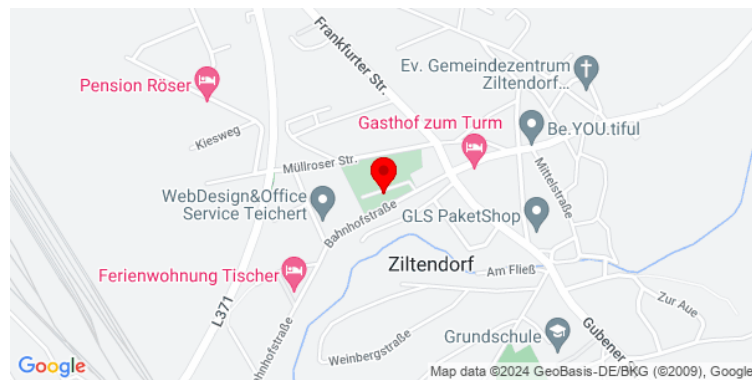 Frankfurter Str.
Ev. Gemeindezentrum
Ziltendorf...
Pension Röser
Gasthof zum Turm
Be.YOU.tiful
Kiesweg
Müllroser Str.
Mittelstraße
WebDesign&Office
Service Teichert
Bahnhofstraße
GLS PaketShop
Ziltendorf
Am Fließ
Ferienwohnung Tischer
L371
Zur Aue
hnhofstraße
Weinbergstraße
Grundschule
Gubener
Google
Map data ©2024 GeoBasis-DE/BKG (©2009), Google